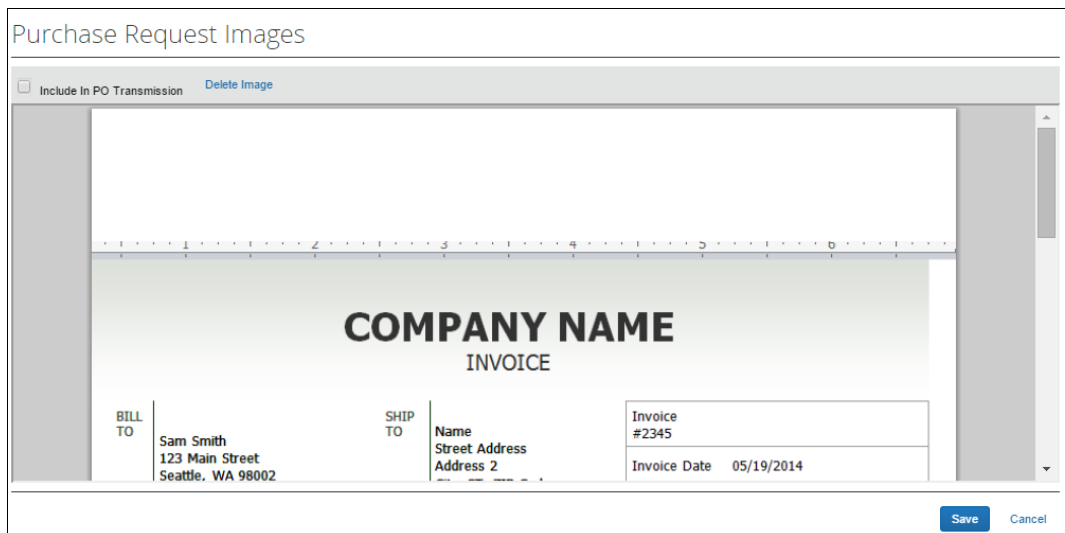 Purchase Request Images
Include In PO Transmission Delete Image
1 2 3 4 5 6
COMPANY NAME
INVOICE
BILL TO
Sam Smith
123 Main Street
Seattle, WA 98002
SHIP TO
Name
Street Address
Address 2
Invoice
#2345
Invoice Date 05/19/2014
Save Cancel